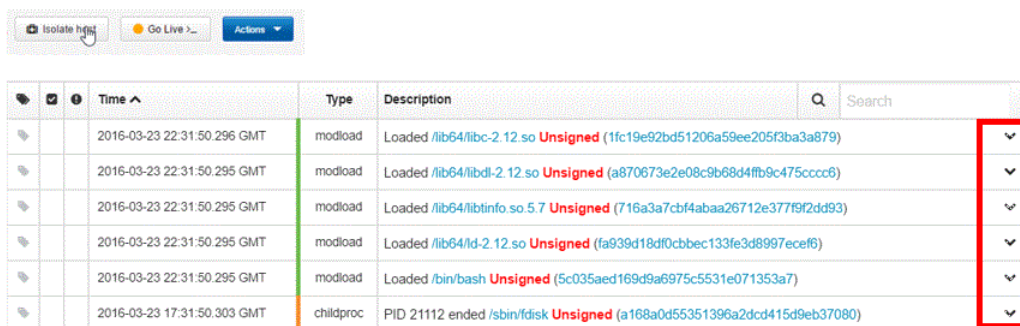 Isolate host Go Live >_ Actions
Time Type Description Search
2016-03-23 22:31:50.296 GMT modload Loaded /lib64/libc-2.12.so Unsigned (1fc19e92bd51206a59ee205f3ba3a879)
2016-03-23 22:31:50.295 GMT modload Loaded /lib64/libdl-2.12.so Unsigned (a870673e2e08c9b68d4ffb9c475cccc6)
2016-03-23 22:31:50.295 GMT modload Loaded /lib64/libtinfo.so.5.7 Unsigned (716a3a7cbf4abaa26712e377f9f2dd93)
2016-03-23 22:31:50.295 GMT modload Loaded /lib64/ld-2.12.so Unsigned (fa939d18df0cbbec133fe3d8997ecef6)
2016-03-23 22:31:50.295 GMT modload Loaded /bin/bash Unsigned (5c035aed169d9a6975c5531e071353a7)
2016-03-23 17:31:50.303 GMT childproc PID 21112 ended /sbin/fdisk Unsigned (a168a0d55351396a2dcd415d9eb37080)